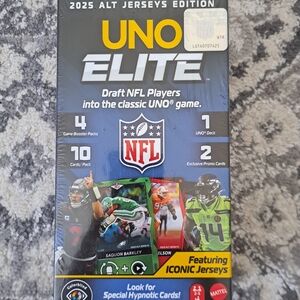 2025 ALT JERSEYS EDITION
UNO
ELITE™
Draft NFL Players
into the classic UNO® game.
4
Game Booster Packs
1
UNO® Deck
10
Cards/Pack
NFL
2
Exclusive Promo Cards
SAQUON BARKLEY
Featuring
ICONIC Jerseys
Look for
Special Hypnotic Cards!
MATTEL